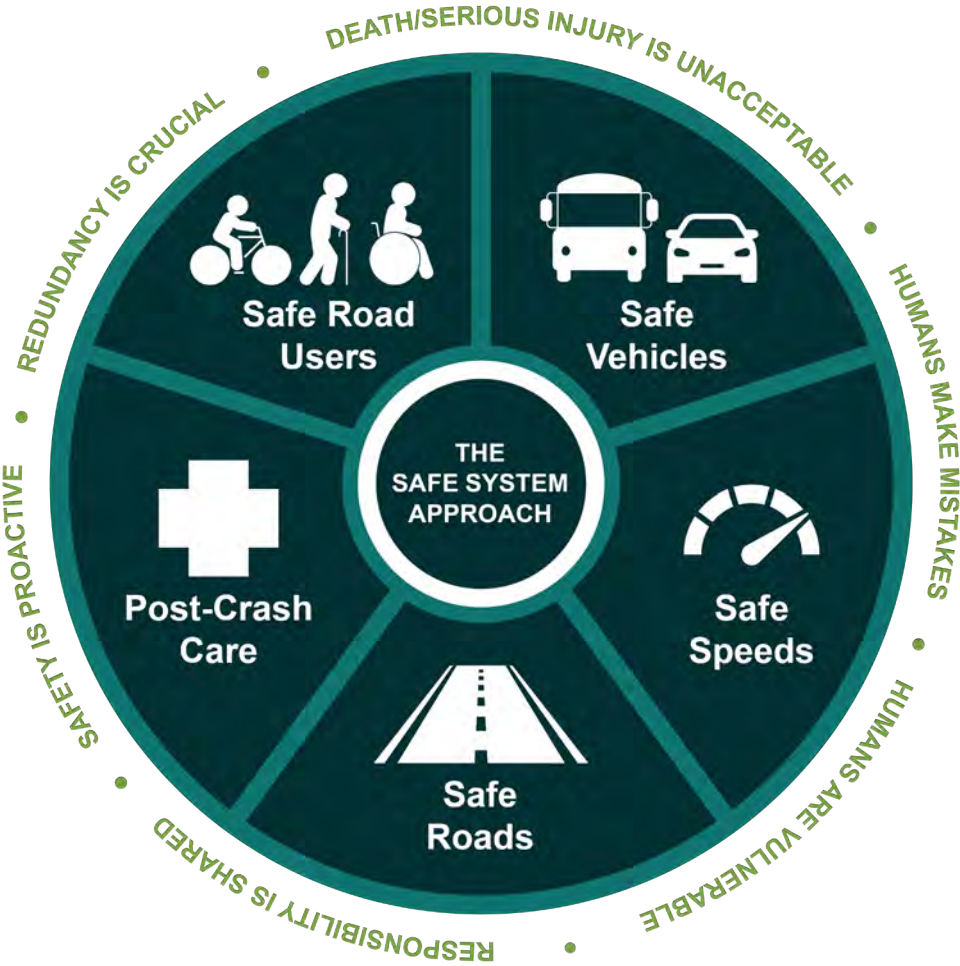 DEATH/SERIOUS INJURY IS UNACCEPTABLE
HUMANS MAKE MISTAKES
HUMANS ARE VULNERABLE
RESPONSIBILITY IS SHARED
SAFETY IS PROACTIVE
REDUNDANCY IS CRUCIAL
Safe Road
Users
Safe
Vehicles
THE
SAFE SYSTEM
APPROACH
Post-Crash
Care
Safe
Speeds
Safe
Roads